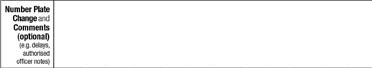 Number Plate
Change and
Comments
(optional)
(e.g. delays,
authorised
officer notes)